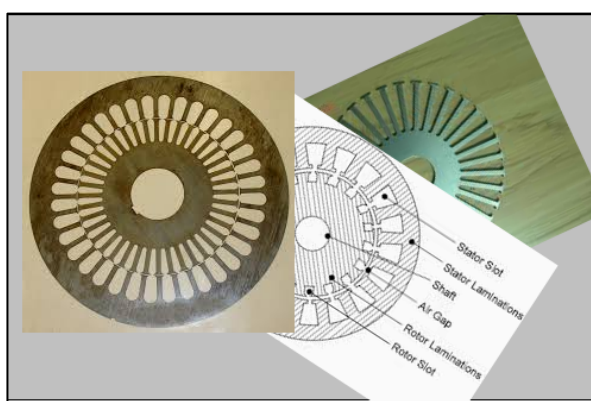 Stator Slot
Stator Laminations
Shaft
Air Gap
Rotor Laminations
Rotor Slot